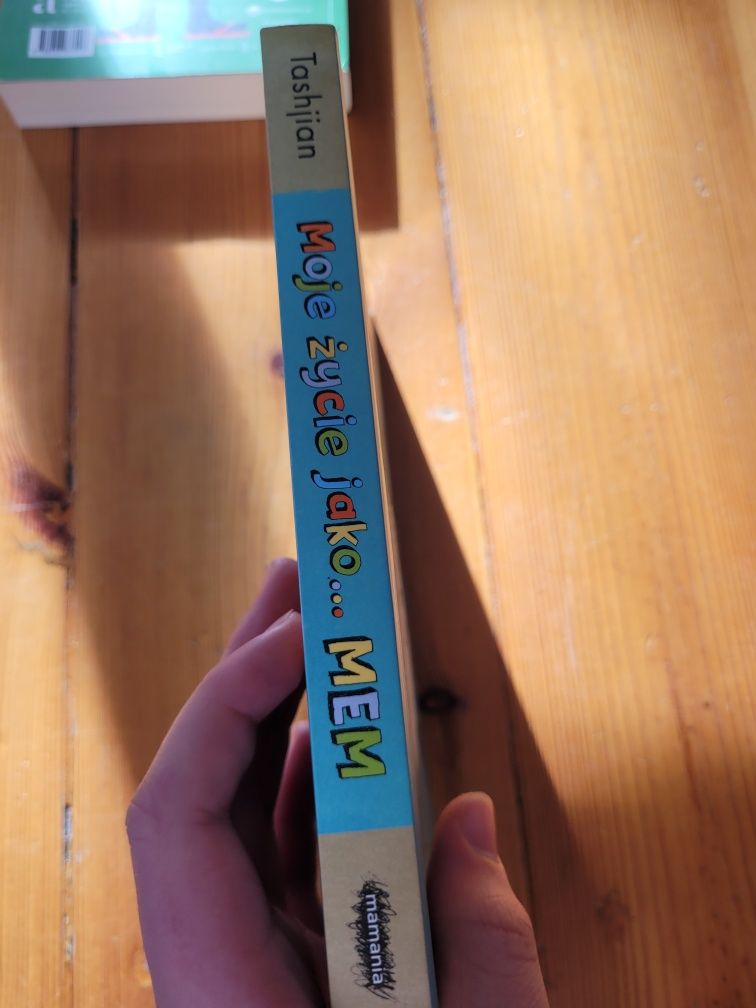 Tashjian
Moje życie jako... MEM
mamania